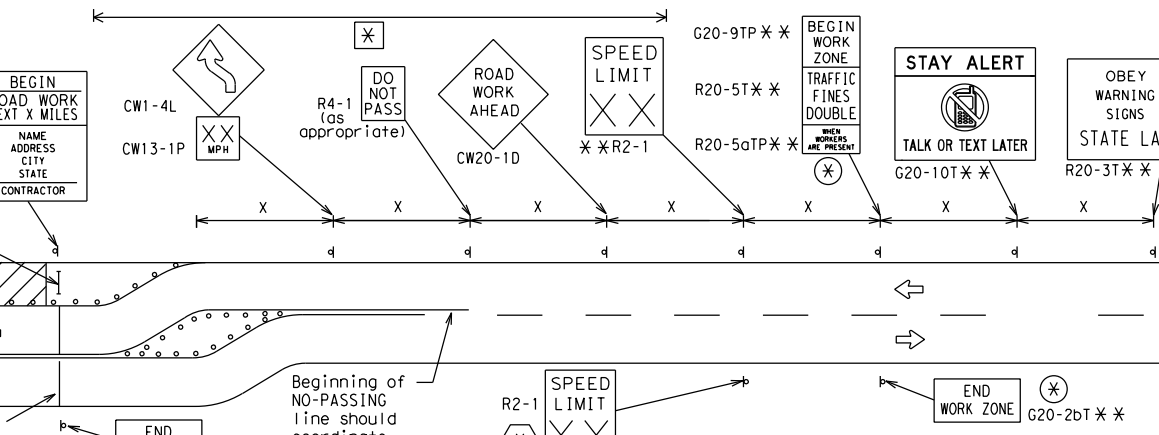 BEGIN
ROAD WORK
NEXT X MILES
NAME
ADDRESS
CITY
STATE
CONTRACTOR
CW1-4L
XX
MPH
CW13-1P
*
DO
NOT
PASS
R4-1
(as
appropriate)
ROAD
WORK
AHEAD
CW20-1D
SPEED
LIMIT
X X
**R2-1
G20-9TP**
R20-5T**
R20-5aTP**
BEGIN
WORK
ZONE
TRAFFIC
FINES
DOUBLE
WHEN
WORKERS
ARE PRESENT
*
STAY ALERT
TALK OR TEXT LATER
G20-10T**
OBEY
WARNING
SIGNS
STATE LA
R20-3T**
X X X X X X X
Beginning of
NO-PASSING
line should
coordinate
END
R2-1
SPEED
LIMIT
XX
END
WORK ZONE
*
G20-2bT**